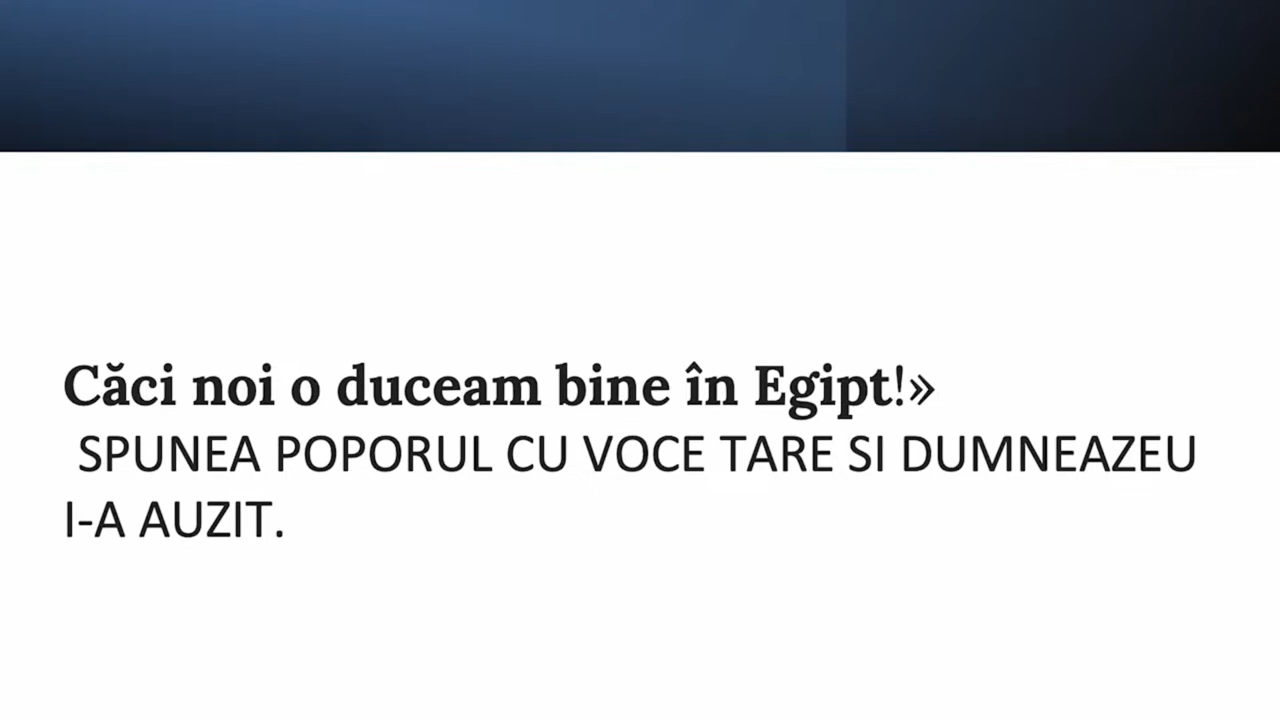 Căci noi o duceam bine în Egipt!»
SPUNEA POPORUL CU VOCE TARE SI DUMNEAZEU
I-A AUZIT.